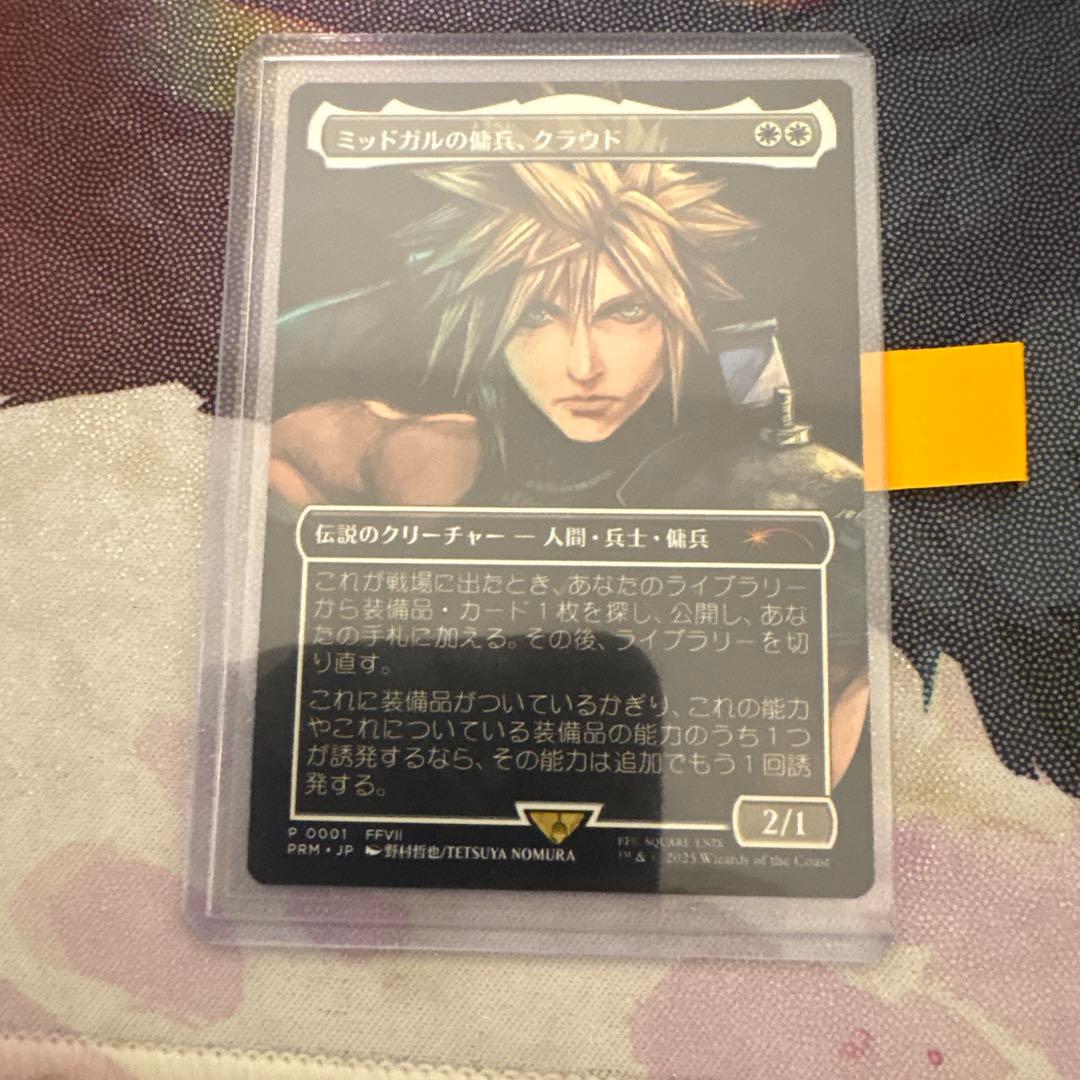 ミッドガルの傭兵、クラウド
伝説のクリーチャー — 人間・兵士・傭兵
これが戦場に出たとき、あなたのライブラリー
から装備品・カード1枚を探し、公開し、あな
たの手札に加える。その後、ライブラリーを切
り直す。
これに装備品がついているかぎり、これの能力
やこれについている装備品の能力のうち1つ
が誘発するなら、その能力は追加でもう1回誘
発する。
2/1
P 0001 FFVII
PRM・JP 野村哲也/TETSUYA NOMURA
SQUARE ENIX
™ & © 2025 Wizards of the Coast